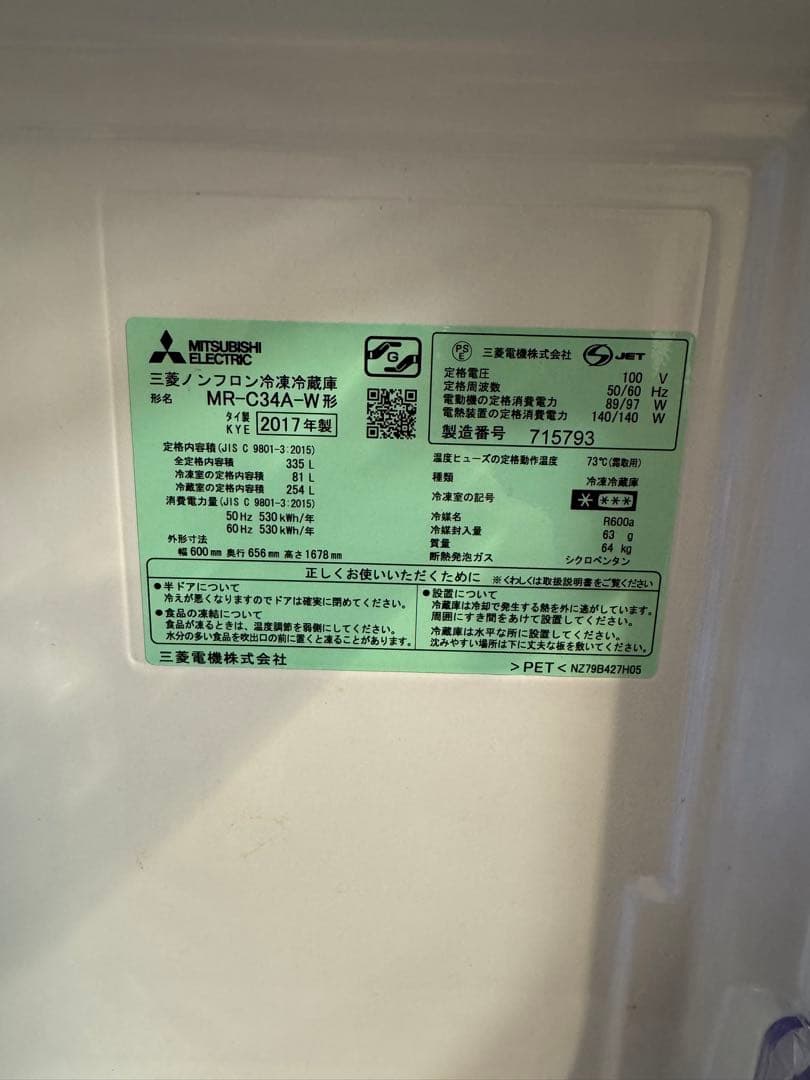 MITSUBISHI
ELECTRIC
三菱ノンフロン冷凍冷蔵庫
形名 MR-C34A-W形
タイ製
KYE 2017年製
G
定格内容積(JIS C 9801-3:2015)
全定格内容積 335 L
冷凍室の定格内容積 81 L
冷蔵室の定格内容積 254 L
消費電力量(JIS C 9801-3:2015)
50Hz 530kWh/年
60Hz 530kWh/年
外形寸法
幅600mm 奥行656mm 高さ1678mm
PS
E 三菱電機株式会社 JET
定格電圧 100 V
定格周波数 50/60 Hz
電動機の定格消費電力 89/97 W
電熱装置の定格消費電力 140/140 W
製造番号 715793
温度ヒューズの定格動作温度 73℃(霜取用)
種類 冷凍冷蔵庫
冷凍室の記号 * ***
冷媒名 R600a
冷媒封入量 63 g
質量 64 kg
断熱発泡ガス シクロペンタン
正しくお使いいただくために ※くわしくは取扱説明書をご覧ください
●半ドアについて
冷えが悪くなりますのでドアは確実に閉めてください。
●食品の凍結について
食品が凍るときは、温度調節を弱側にしてください。
水分の多い食品を吹出口の前に置くと凍ることがあります。
●設置について
冷蔵庫は冷却で発生する熱を外に逃がしています。
周囲にすき間をあけて設置してください。
冷蔵庫は水平な所に設置してください。
沈みやすい場所は下に丈夫な板を敷いてください。
三菱電機株式会社
>PET< NZ79B427H05